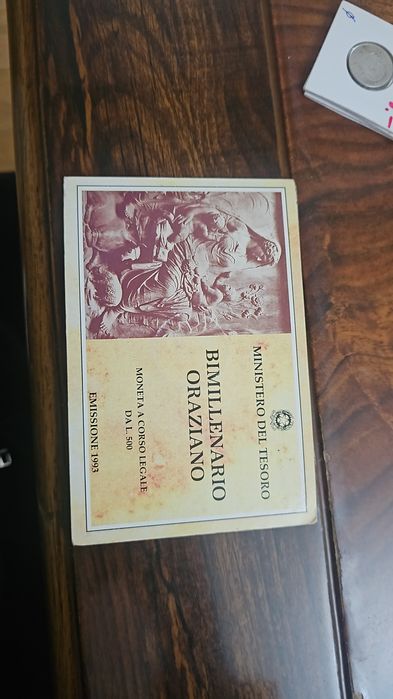 MINISTERO DEL TESORO
BIMILLENARIO
ORAZIANO
MONETA A CORSO LEGALE
DA L. 500
EMISSIONE 1993